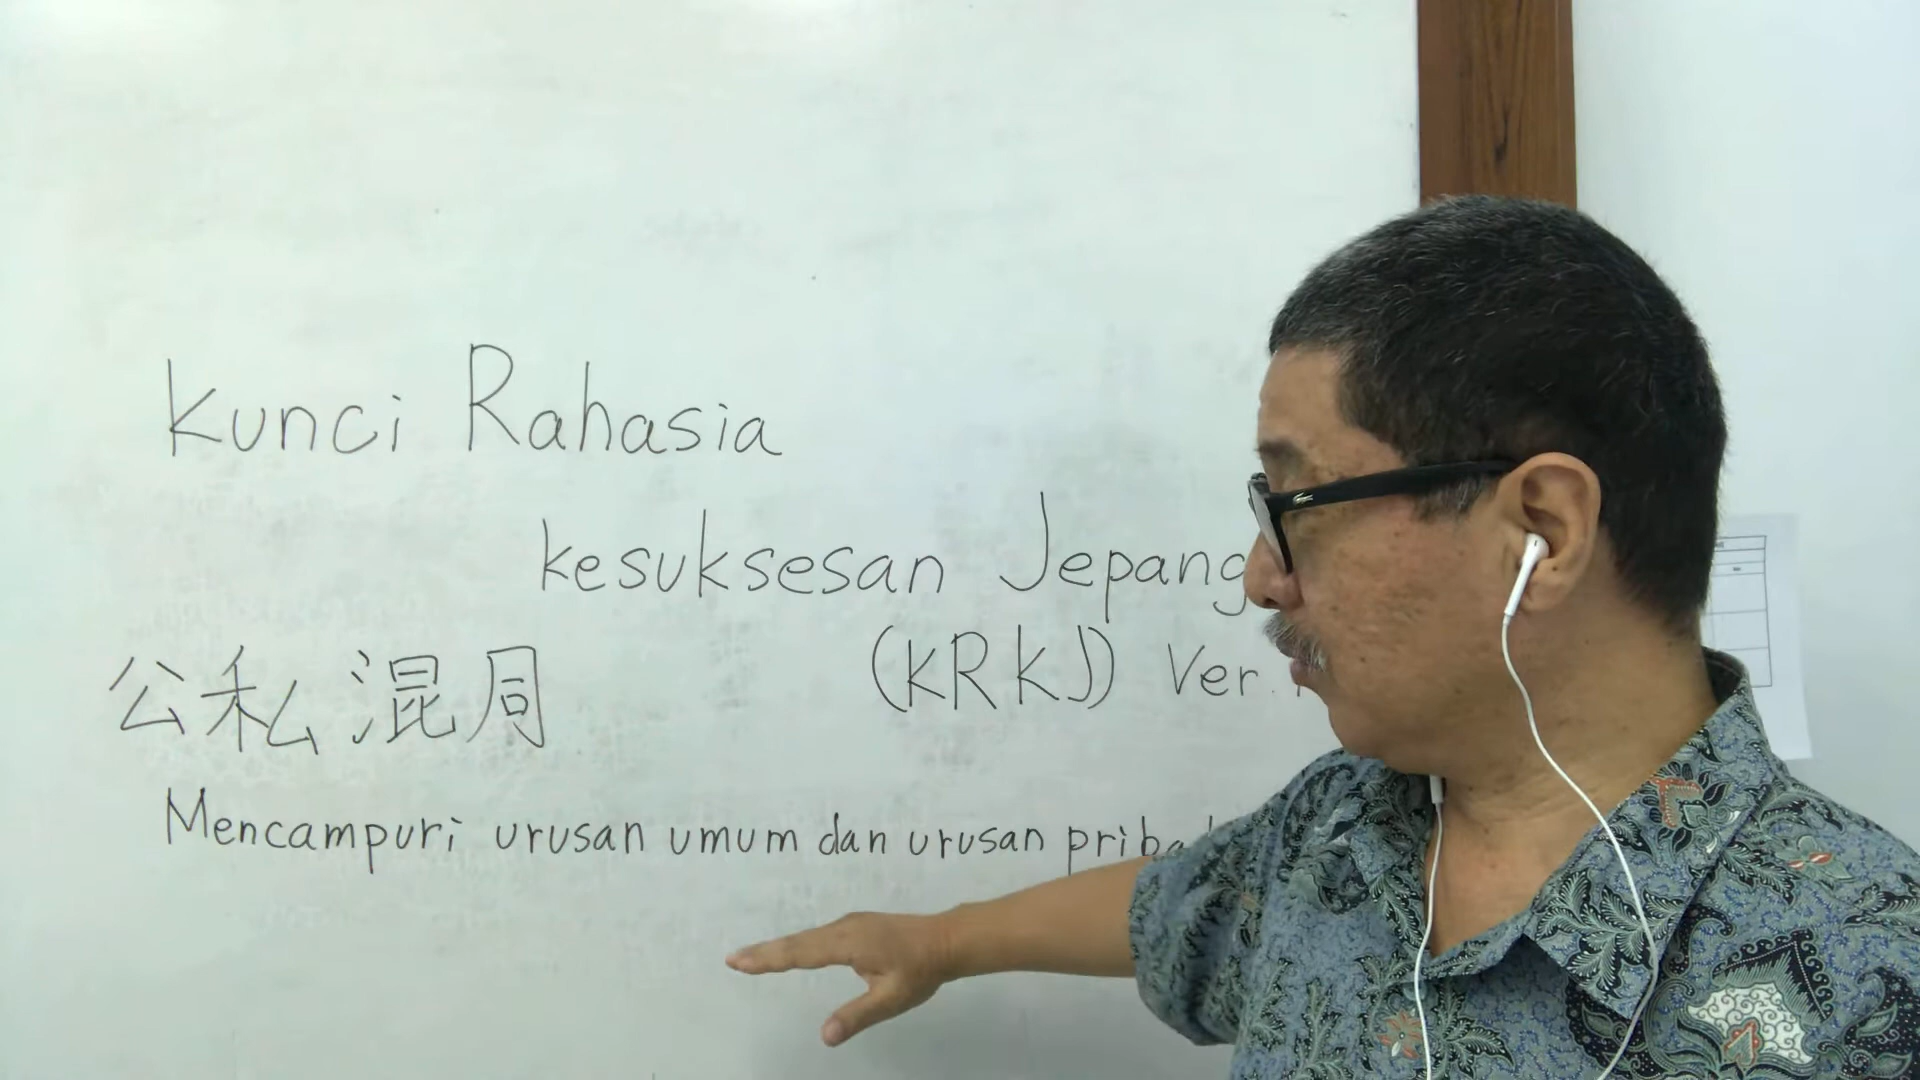 Kunci Rahasia
kesuksesan Jepang
(KRKJ) Ver.
公私混同
Mencampuri urusan umum dan urusan